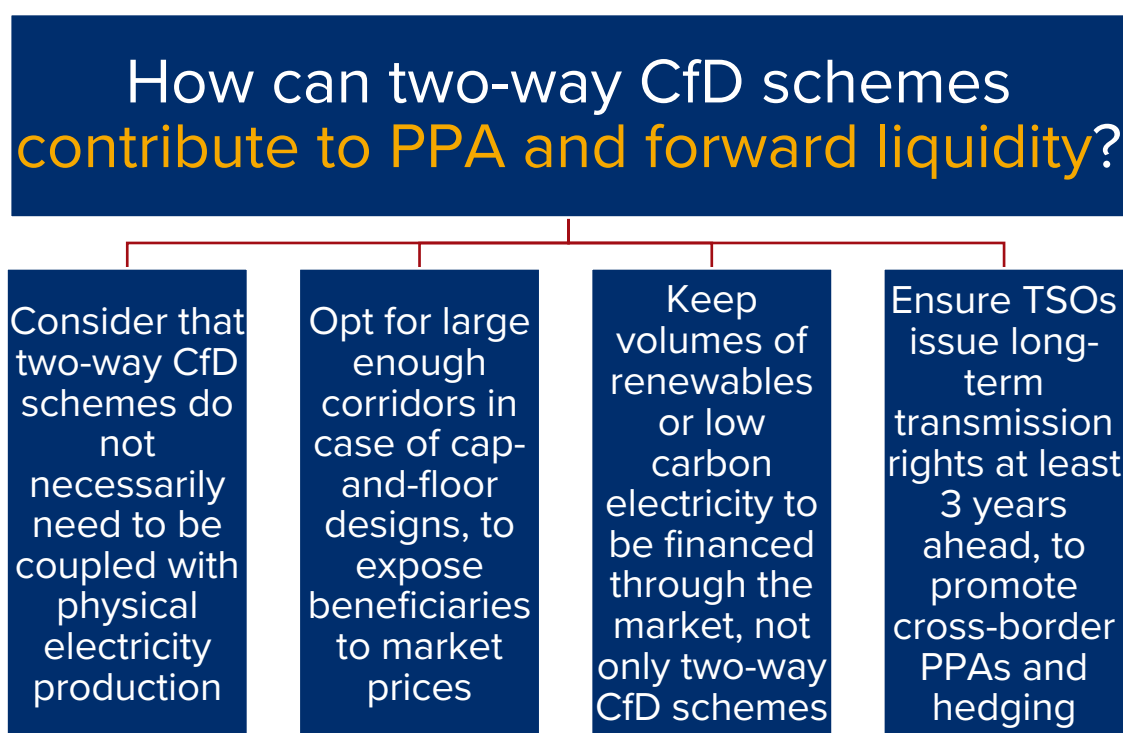 How can two-way CfD schemes
contribute to PPA and forward liquidity?
Consider that
two-way CfD
schemes do
not
necessarily
need to be
coupled with
physical
electricity
production
Opt for large
enough
corridors in
case of cap-
and-floor
designs, to
expose
beneficiaries
to market
prices
Keep
volumes of
renewables
or low
carbon
electricity to
be financed
through the
market, not
only two-way
CfD schemes
Ensure TSOs
issue long-
term
transmission
rights at least
3 years
ahead, to
promote
cross-border
PPAs and
hedging